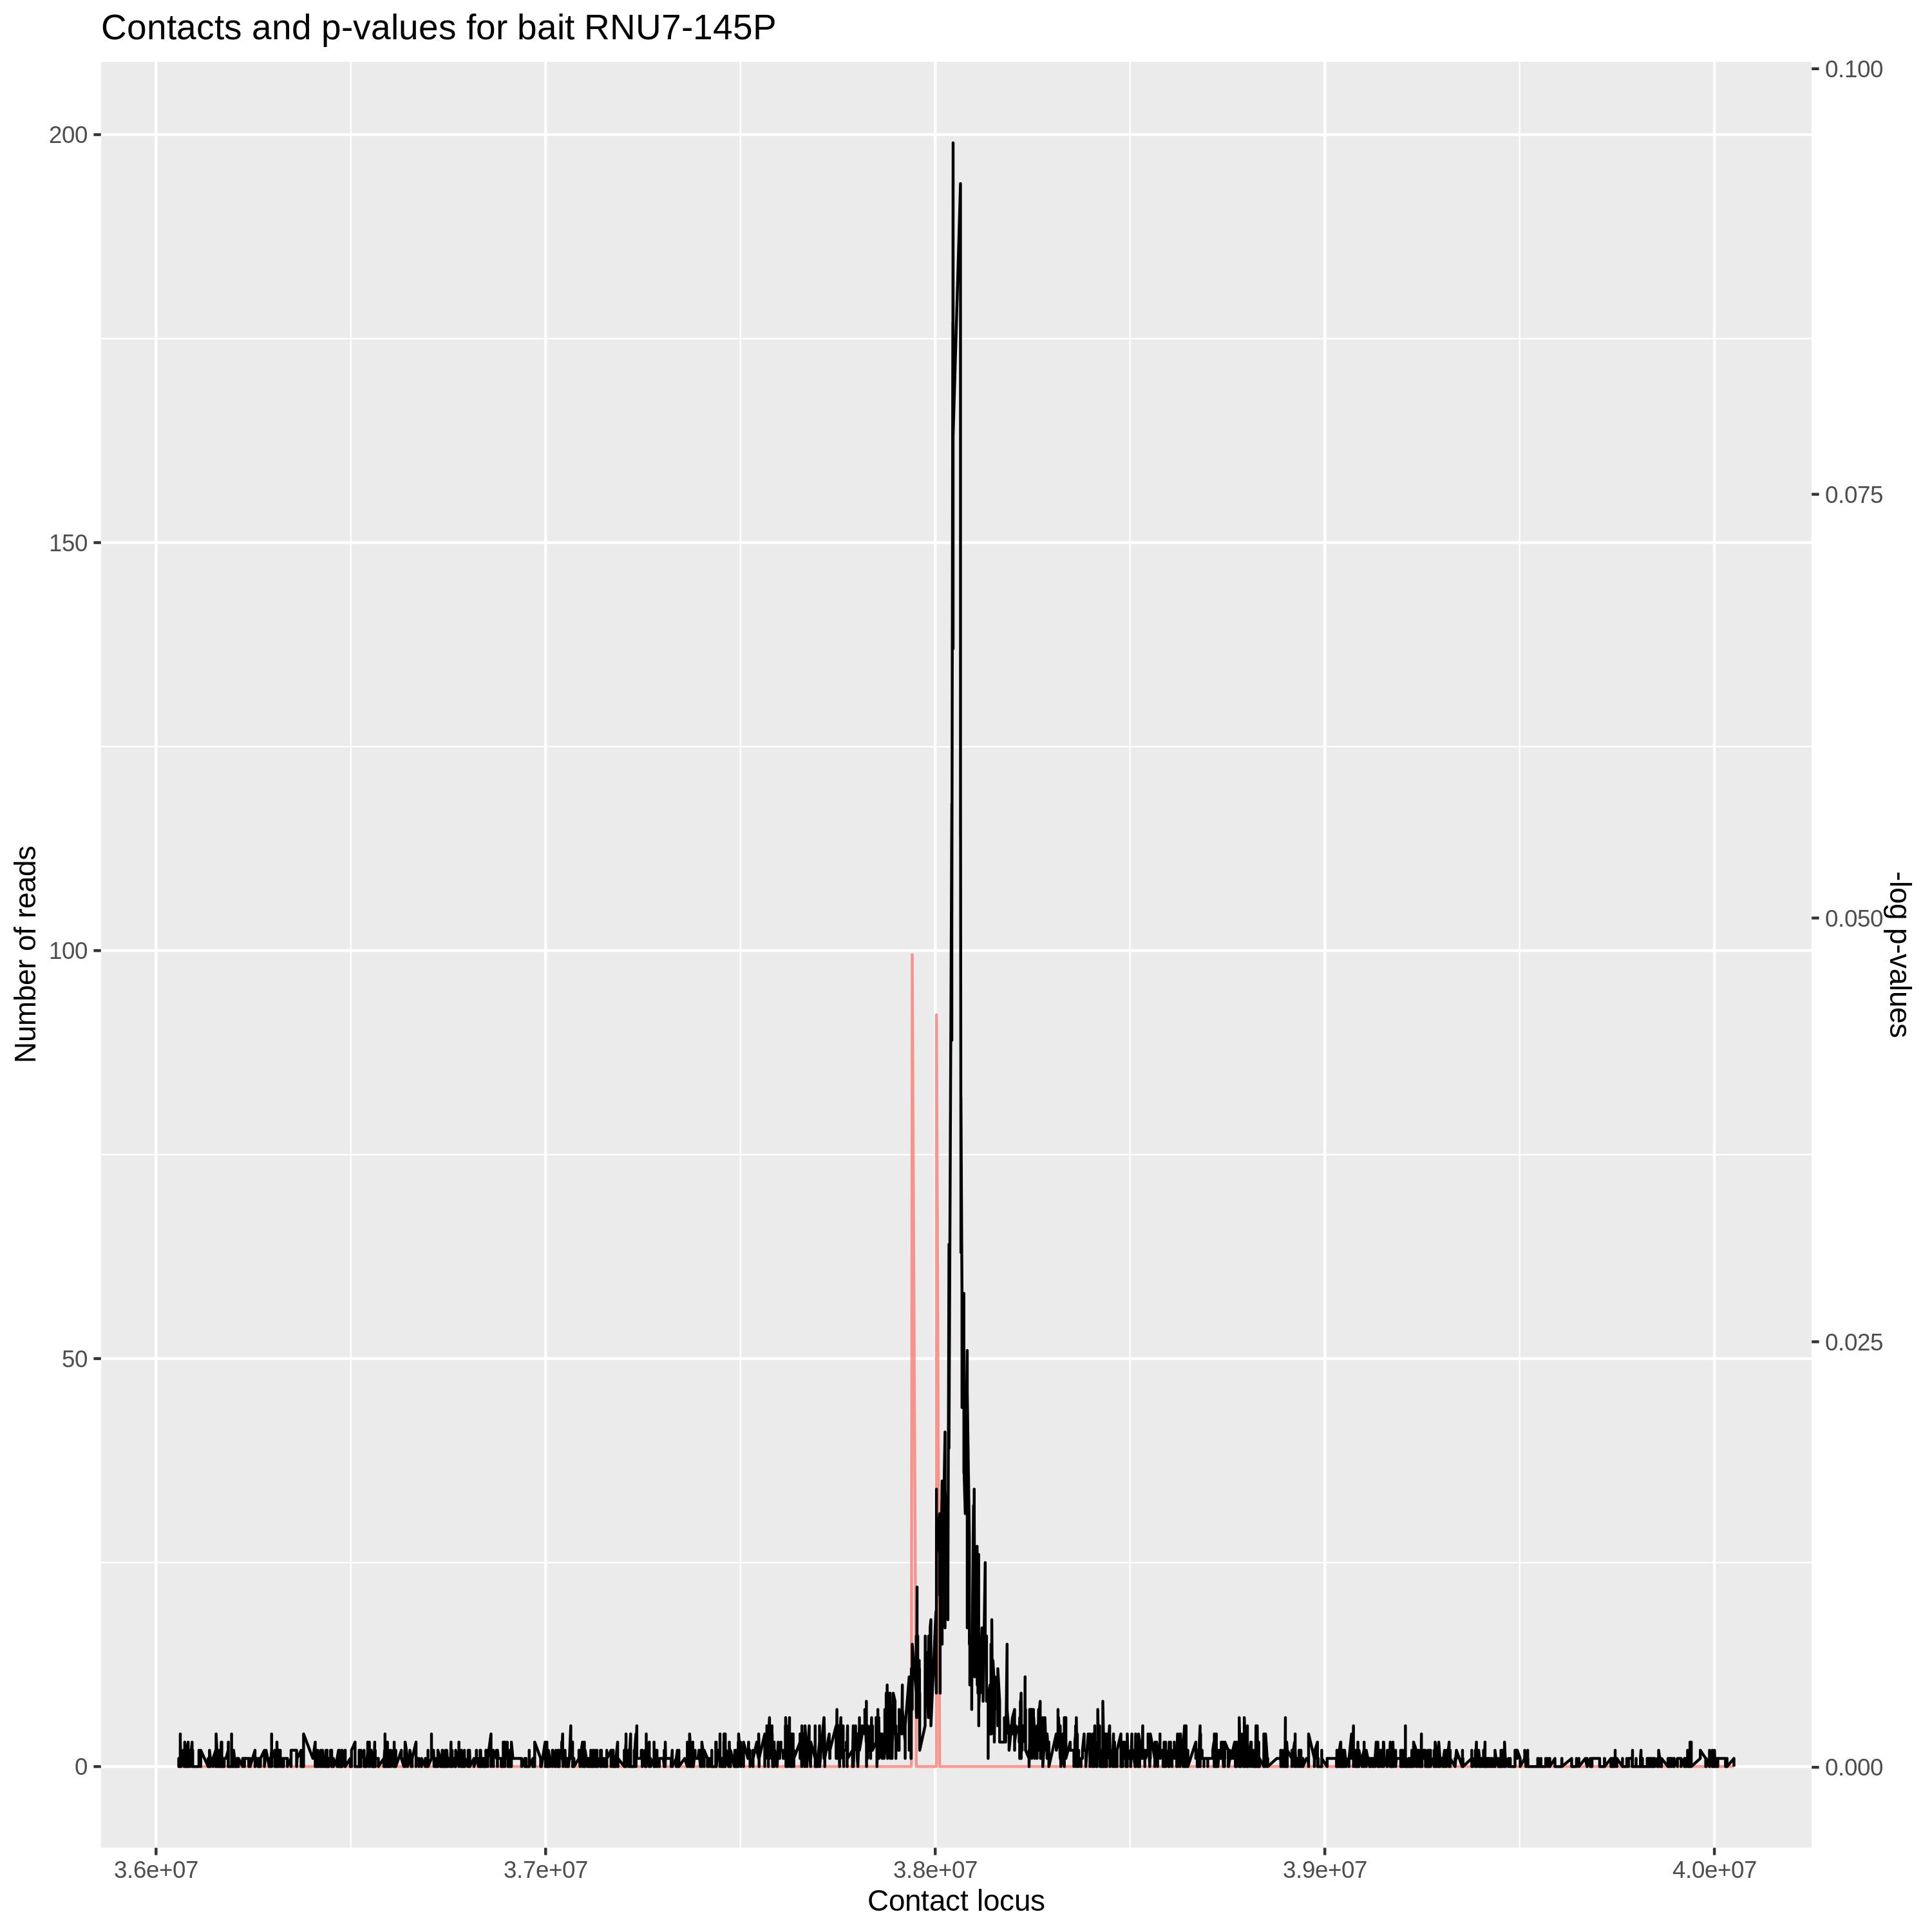 Contacts and p-values for bait RNU7-145P
0.100
200
0.075
150
0.050
100
Number of reads
-log p-values
0.025
50
0
0.000
3.6e+07
3.7e+07
3.8e+07
3.9e+07
4.0e+07
Contact locus